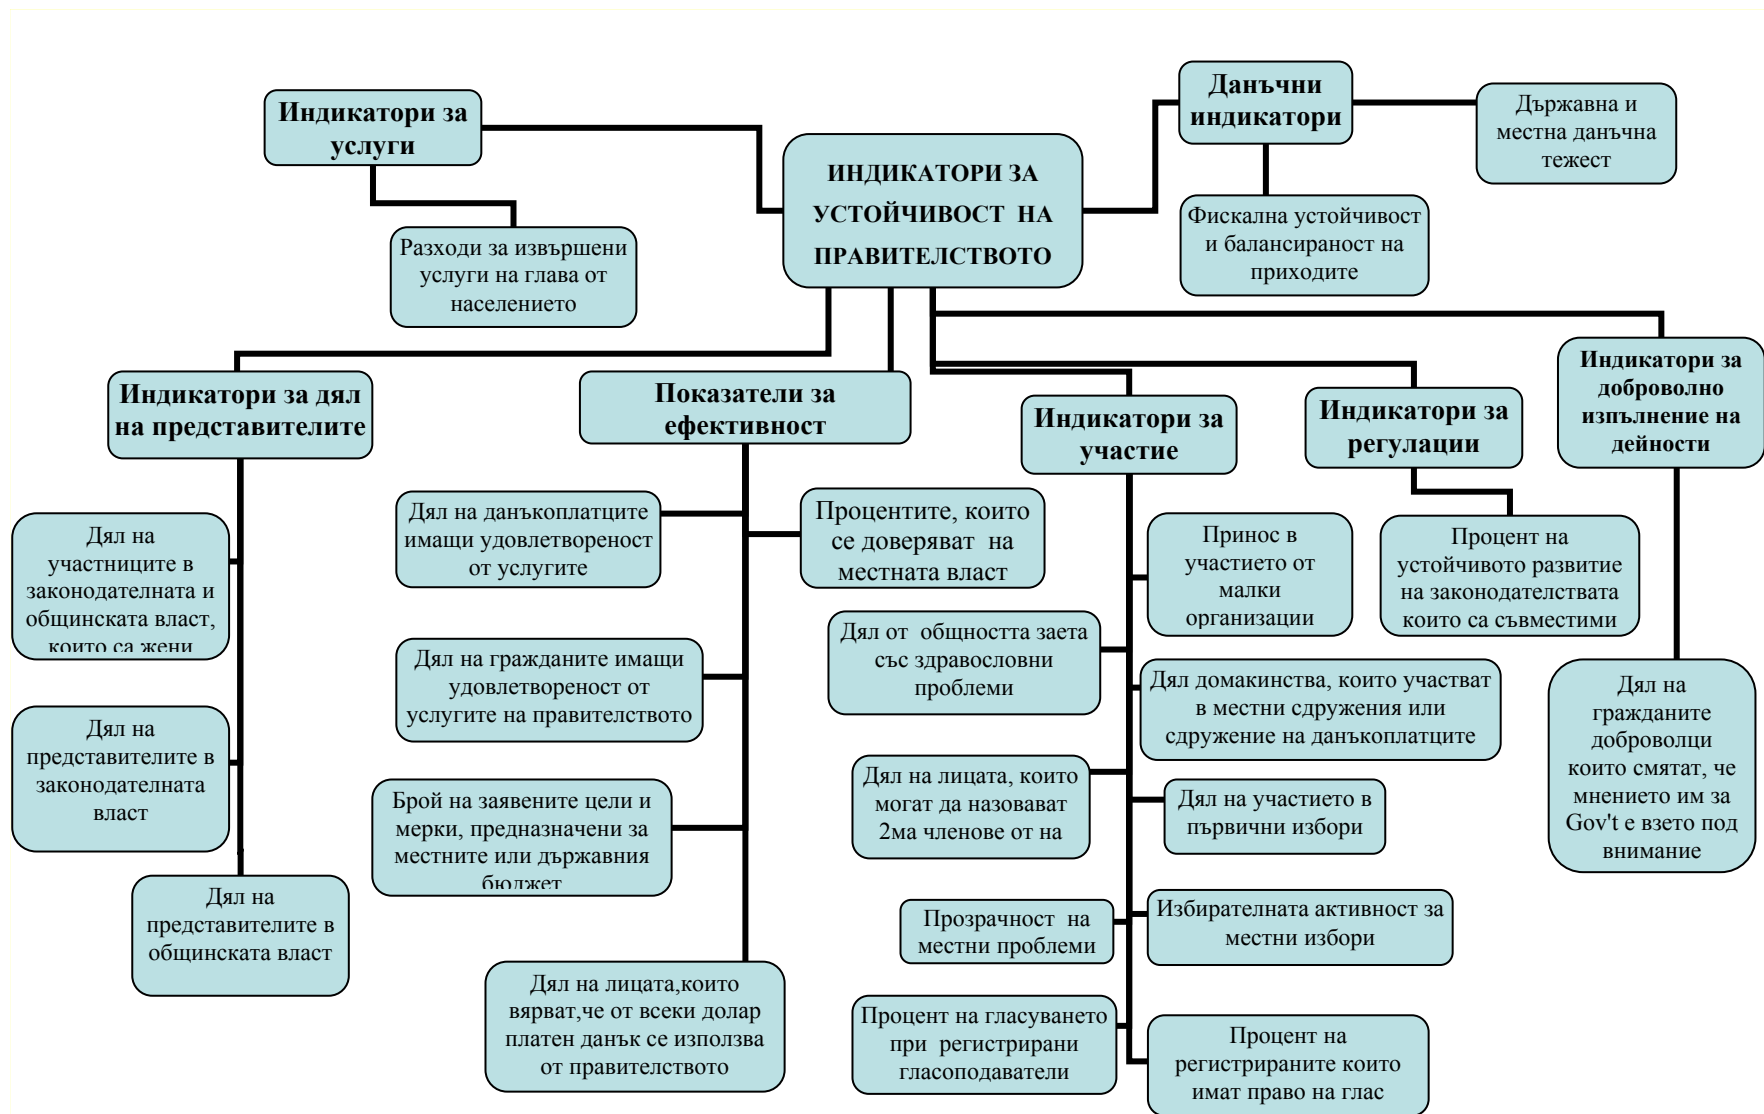 Индикатори за
услуги
Данъчни
индикатори
Държавна и
местна данъчна
тежест
ИНДИКАТОРИ ЗА
УСТОЙЧИВОСТ НА
ПРАВИТЕЛСТВОТО
Разходи за извършени
услуги на глава от
населението
Фискална устойчивост
и балансираност на
приходите
Индикатори за дял
на представителите
Показатели за
ефективност
Индикатори за
участие
Индикатори за
регулации
Индикатори за
доброволно
изпълнение на
дейности
Дял на
участниците в
законодателната и
общинската власт,
които са жени
Дял на
представителите в
законодателната
власт
Дял на
представителите в
общинската власт
Дял на данъкоплатците
имащи удовлетвореност
от услугите
Процентите, които
се доверяват на
местната власт
Дял на гражданите имащи
удовлетвореност от
услугите на правителството
Брой на заявените цели и
мерки, предназначени за
местните или държавния
бюджет
Дял на лицата,които
вярват,че от всеки долар
платен данък се използва
от правителството
Принос в
участието от
малки
организации
Дял от общността заета
със здравословни
проблеми
Дял домакинства, които участват
в местни сдружения или
сдружение на данъкоплатците
Дял на лицата, които
могат да назовават
2ма членове от на
Дял на участието в
първични избори
Прозрачност на
местни проблеми
Избирателната активност за
местни избори
Процент на гласуването
при регистрирани
гласоподаватели
Процент на
регистрираните които
имат право на глас
Процент на
устойчивото развитие
на законодателствата
които са съвместими
Дял на
гражданите
доброволци
които смятат, че
мнението им за
Gov't е взето под
внимание